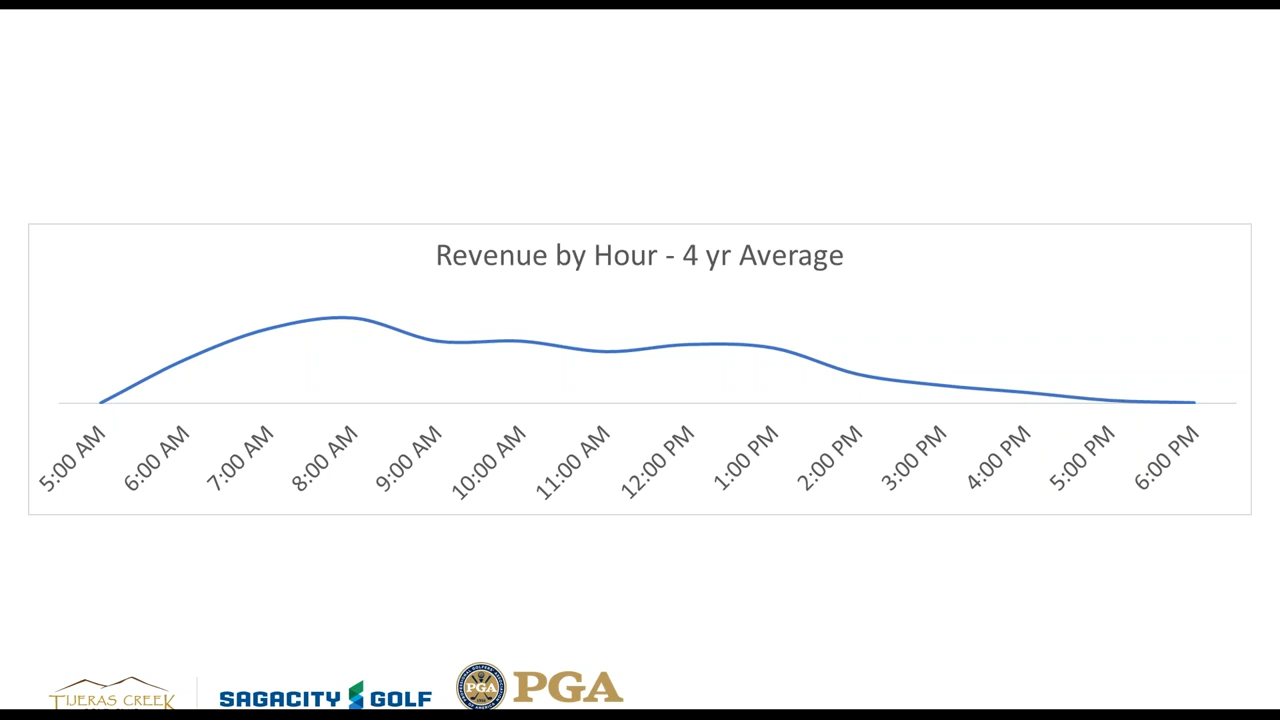 Revenue by Hour - 4 yr Average
5:00 AM
6:00 AM
7:00 AM
8:00 AM
9:00 AM
10:00 AM
11:00 AM
12:00 PM
1:00 PM
2:00 PM
3:00 PM
4:00 PM
5:00 PM
6:00 PM
TIJERAS CREEK
SAGACITY GOLF
PGA
PGA